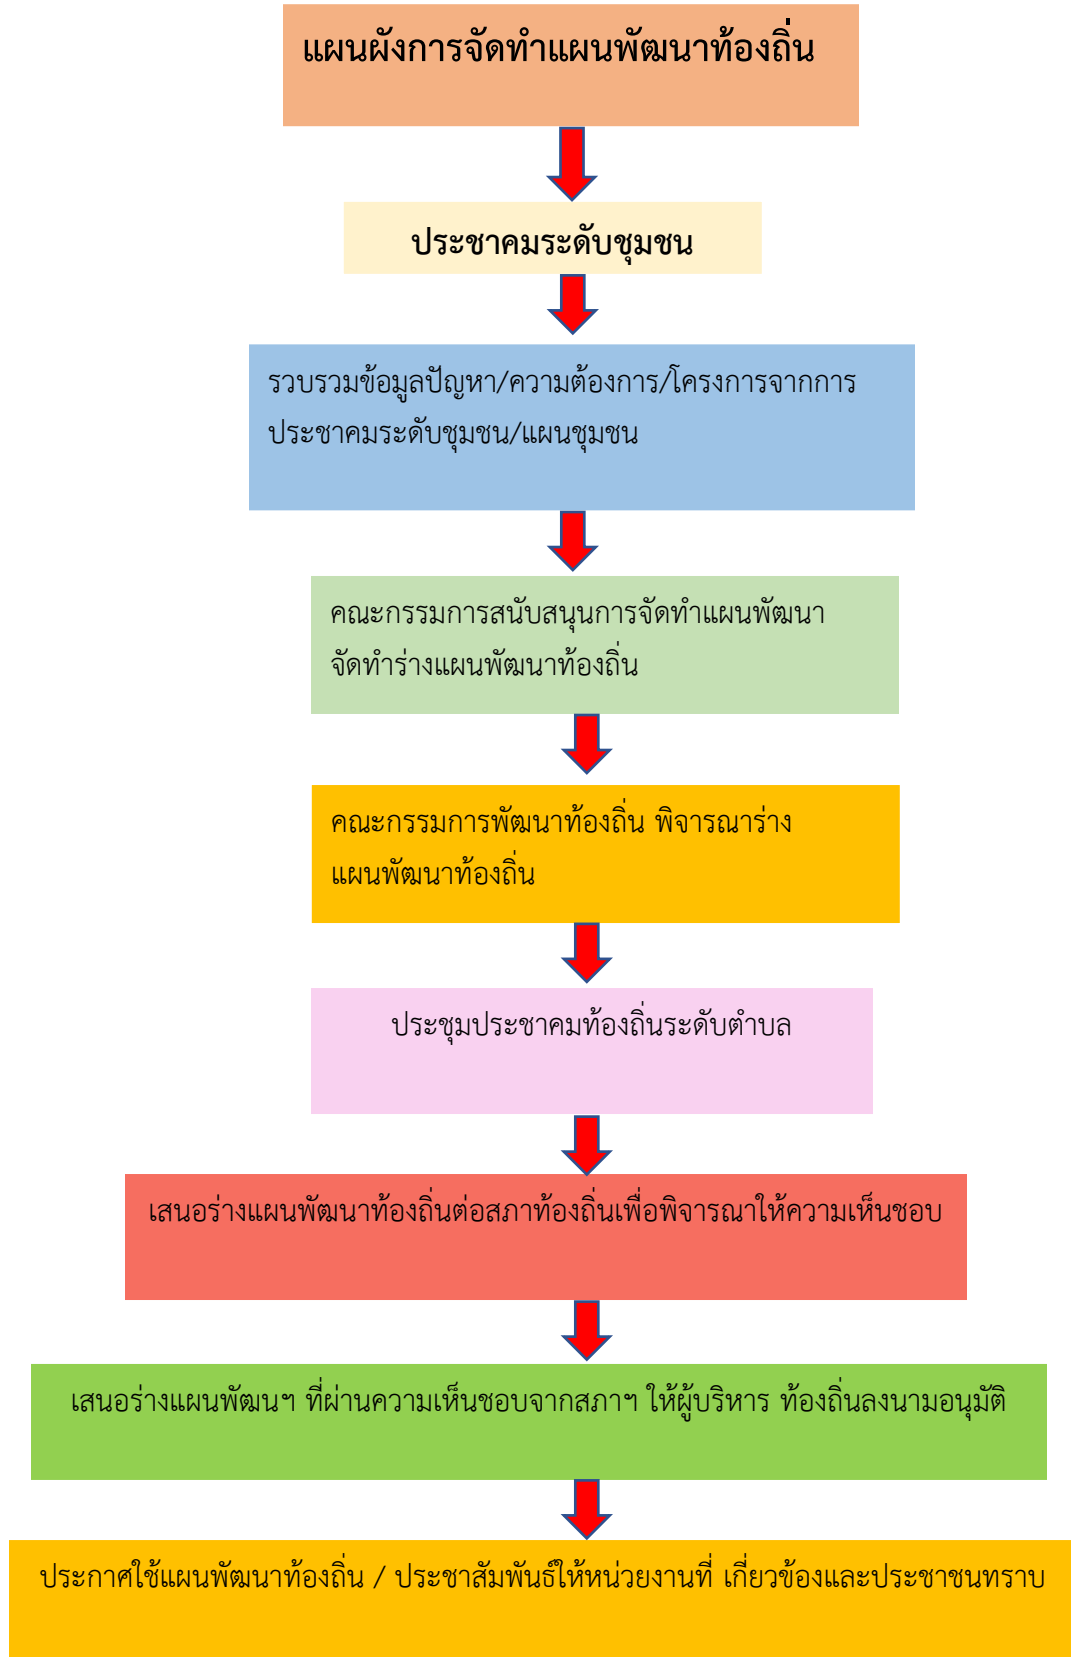 แผนผังการจัดทำแผนพัฒนาท้องถิ่น
ประชาคมระดับชุมชน
รวบรวมข้อมูลปัญหา/ความต้องการ/โครงการจากการ
ประชาคมระดับชุมชน/แผนชุมชน
คณะกรรมการสนับสนุนการจัดทำแผนพัฒนา
จัดทำร่างแผนพัฒนาท้องถิ่น
คณะกรรมการพัฒนาท้องถิ่น พิจารณาร่าง
แผนพัฒนาท้องถิ่น
ประชุมประชาคมท้องถิ่นระดับตำบล
เสนอร่างแผนพัฒนาท้องถิ่นต่อสภาท้องถิ่นเพื่อพิจารณาให้ความเห็นชอบ
เสนอร่างแผนพัฒนฯ ที่ผ่านความเห็นชอบจากสภาฯ ให้ผู้บริหาร ท้องถิ่นลงนามอนุมัติ
ประกาศใช้แผนพัฒนาท้องถิ่น / ประชาสัมพันธ์ให้หน่วยงานที่ เกี่ยวข้องและประชาชนทราบ